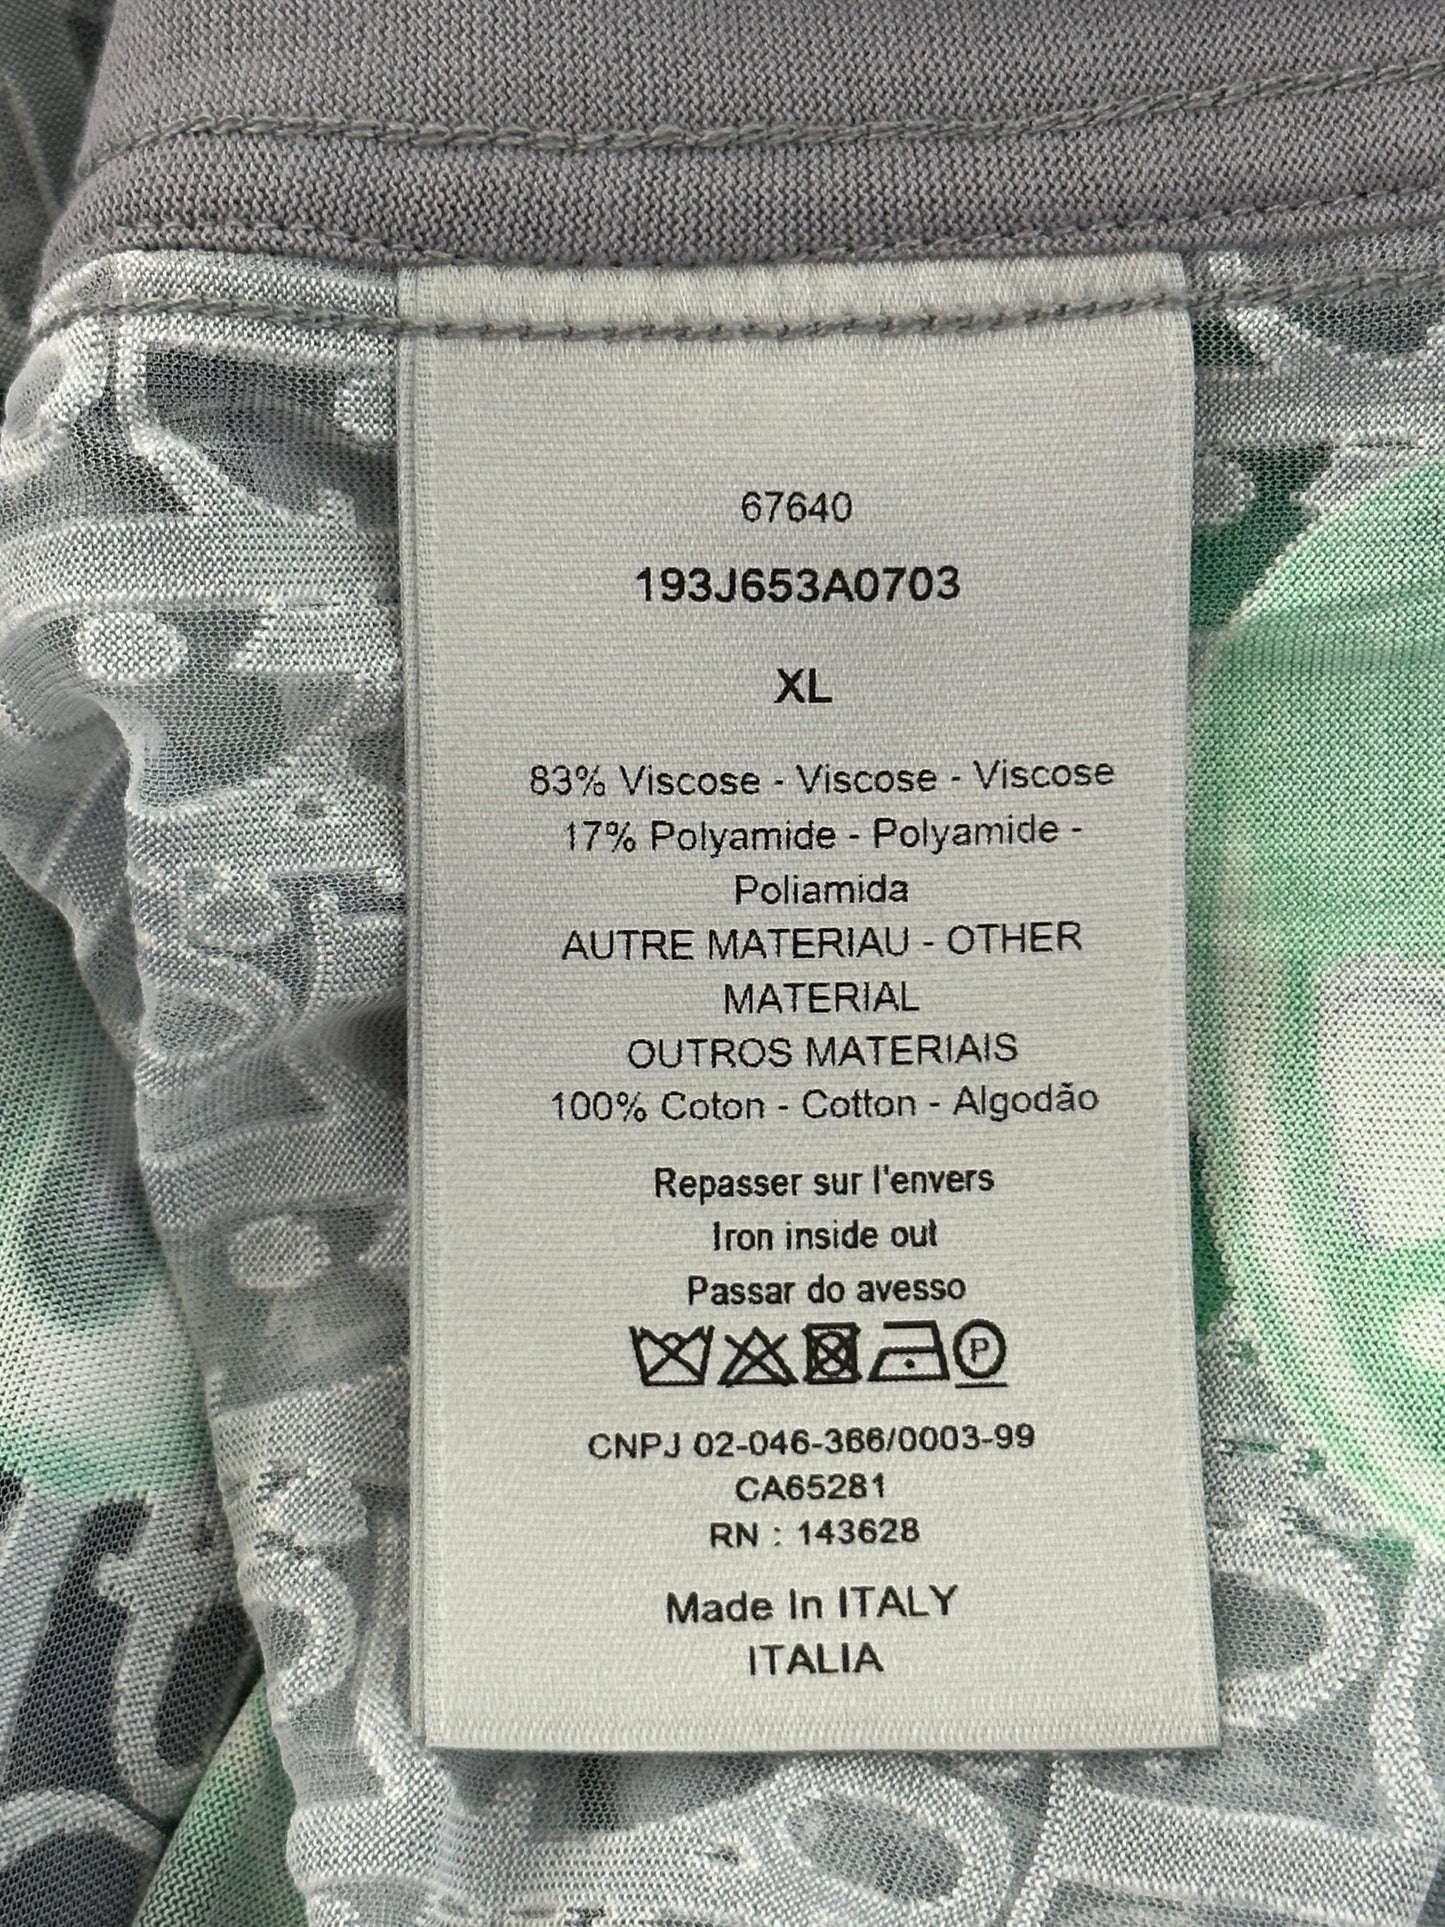 67640
193J653A0703
XL
83% Viscose - Viscose - Viscose
17% Polyamide - Polyamide -
Poliamida
AUTRE MATERIAU - OTHER
MATERIAL
OUTROS MATERIAIS
100% Coton - Cotton - Algodão
Repasser sur l'envers
Iron inside out
Passar do avesso
P
CNPJ 02-046-366/0003-99
CA65281
RN : 143628
Made In ITALY
ITALIA